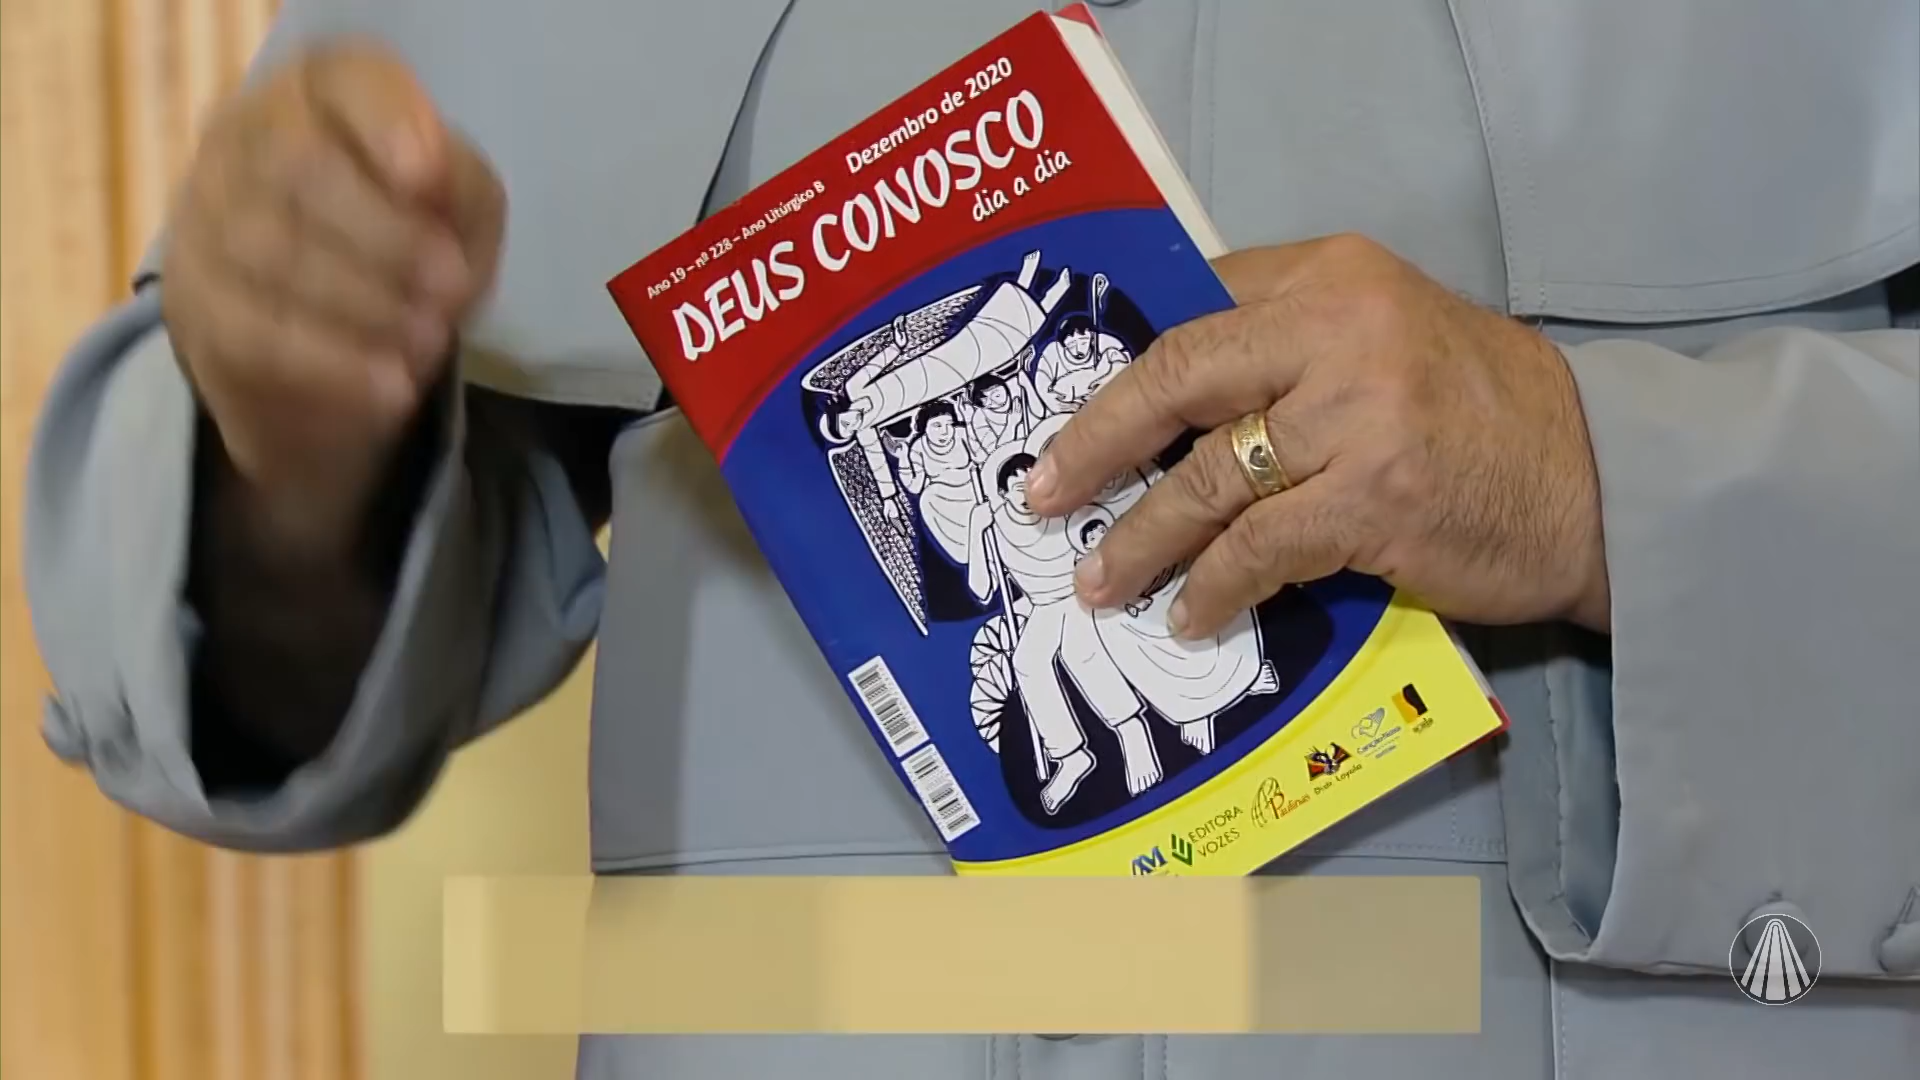 Dezembro de 2020
Ano 19 – nº 228 – Ano Litúrgico B
DEUS CONOSCO
dia a dia
EDITORA
VOZES
Paulinas
Loyola